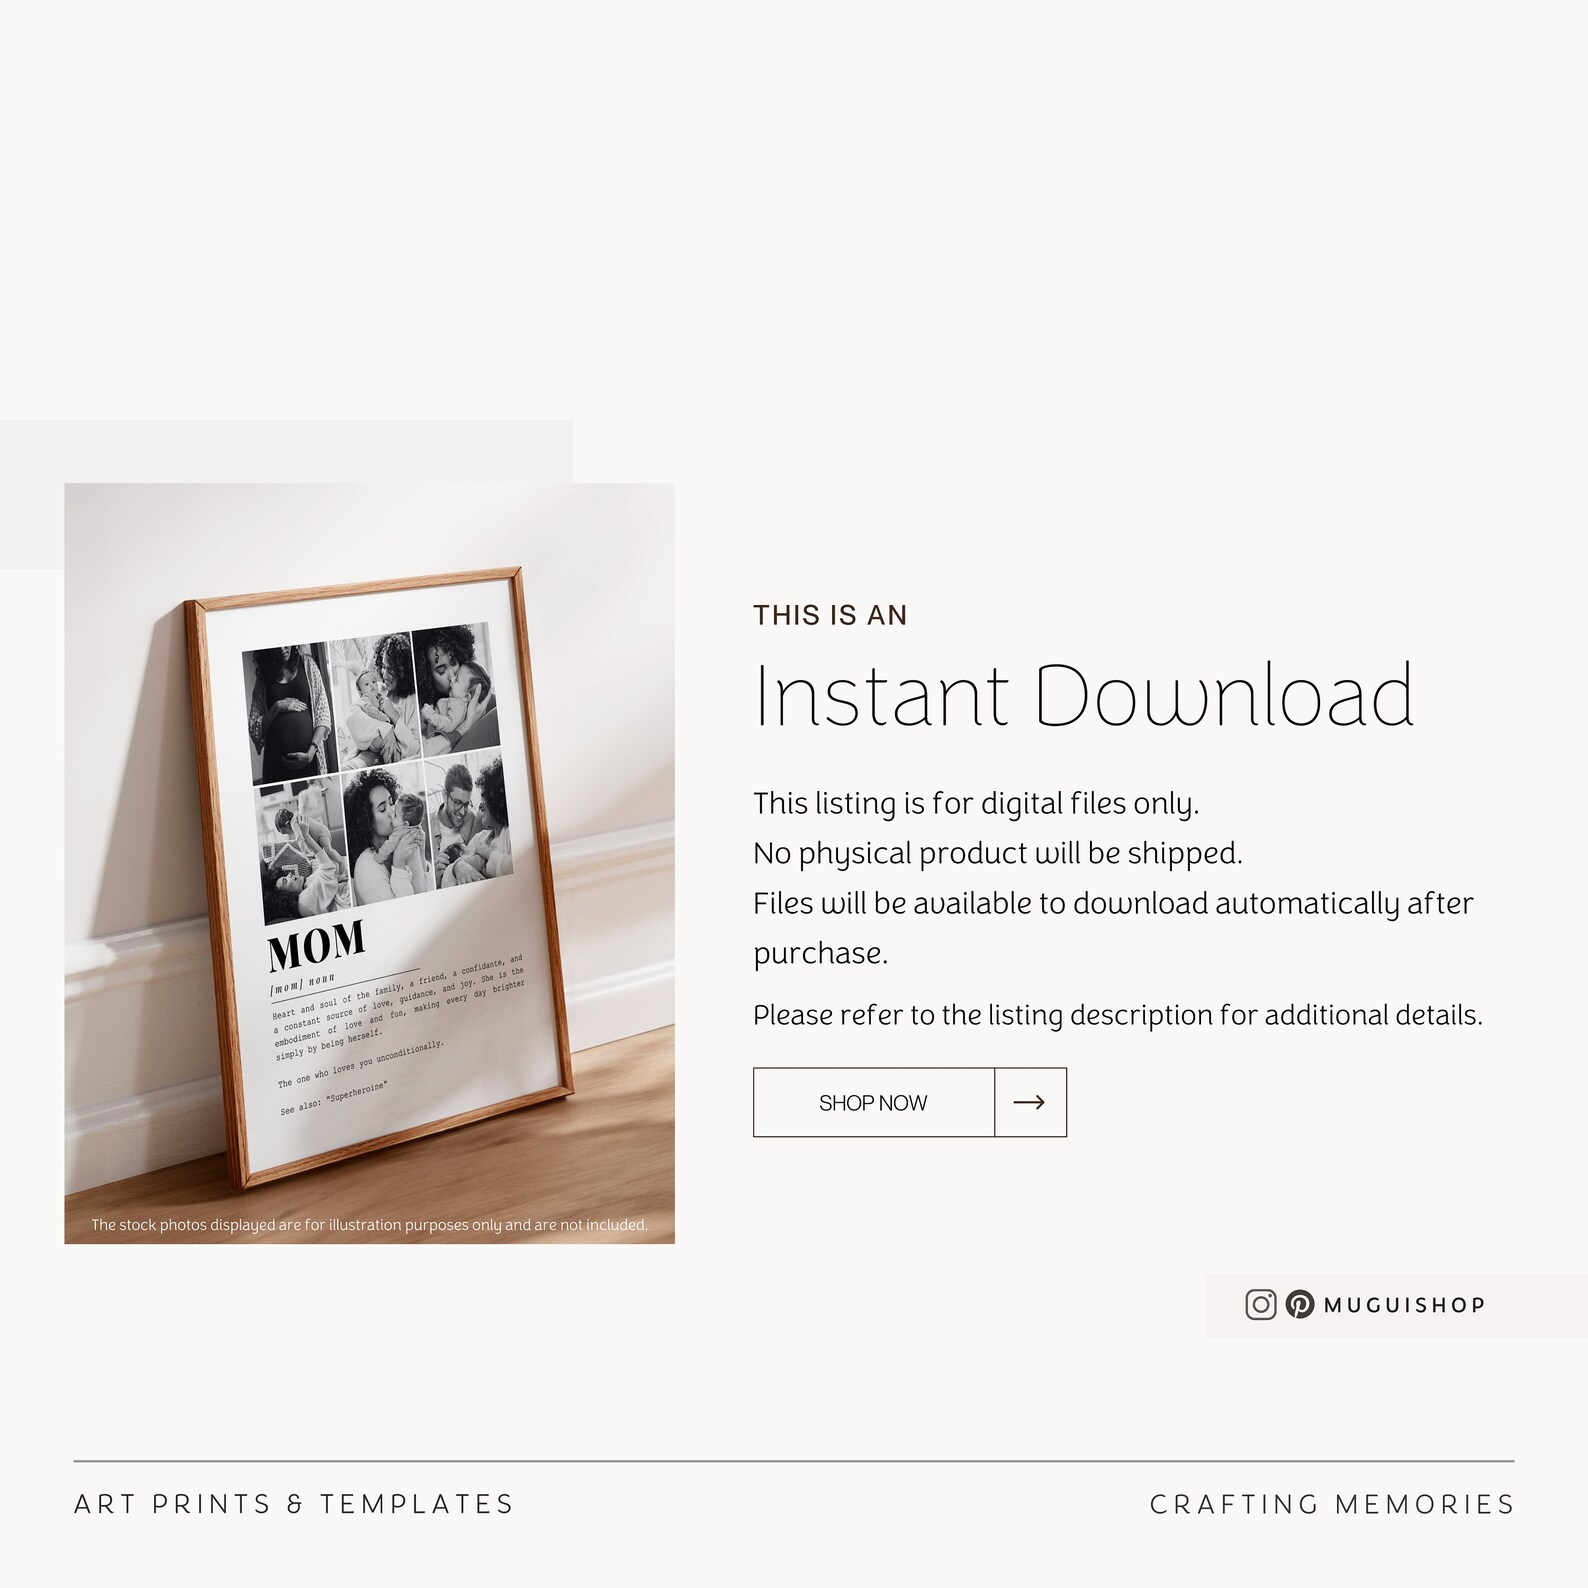 THIS IS AN
Instant Download
This listing is for digital files only.
No physical product will be shipped.
Files will be available to download automatically after
purchase.
Please refer to the listing description for additional details.
SHOP NOW
MOM
[mom] noun
Heart and soul of the family, a friend, a confidante, and
a constant source of love, guidance, and joy. She is the
embodiment of love and fun, making every day brighter
simply by being herself.
The one who loves you unconditionally.
See also: "Superheroine"
The stock photos displayed are for illustration purposes only and are not included.
MUGUISHOP
ART PRINTS & TEMPLATES
CRAFTING MEMORIES